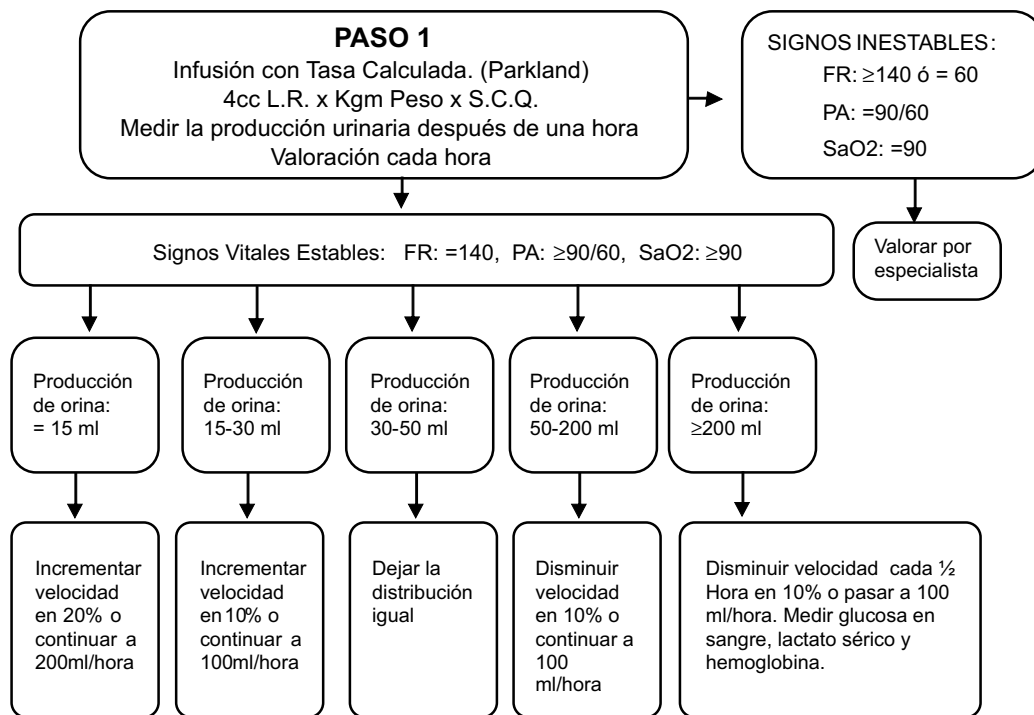 PASO 1
Infusión con Tasa Calculada. (Parkland)
4cc L.R. x Kgm Peso x S.C.Q.
Medir la producción urinaria después de una hora
Valoración cada hora
SIGNOS INESTABLES:
FR: ≥140 ó = 60
PA: =90/60
SaO2: =90
Signos Vitales Estables: FR: =140, PA: ≥90/60, SaO2: ≥90
Valorar por
especialista
Producción
de orina:
= 15 ml
Producción
de orina:
15-30 ml
Producción
de orina:
30-50 ml
Producción
de orina:
50-200 ml
Producción
de orina:
≥200 ml
Incrementar
velocidad
en 20% o
continuar a
200ml/hora
Incrementar
velocidad
en 10% o
continuar a
100ml/hora
Dejar la
distribución
igual
Disminuir
velocidad
en 10% o
continuar a
100
ml/hora
Disminuir velocidad cada ½
Hora en 10% o pasar a 100
ml/hora. Medir glucosa en
sangre, lactato sérico y
hemoglobina.